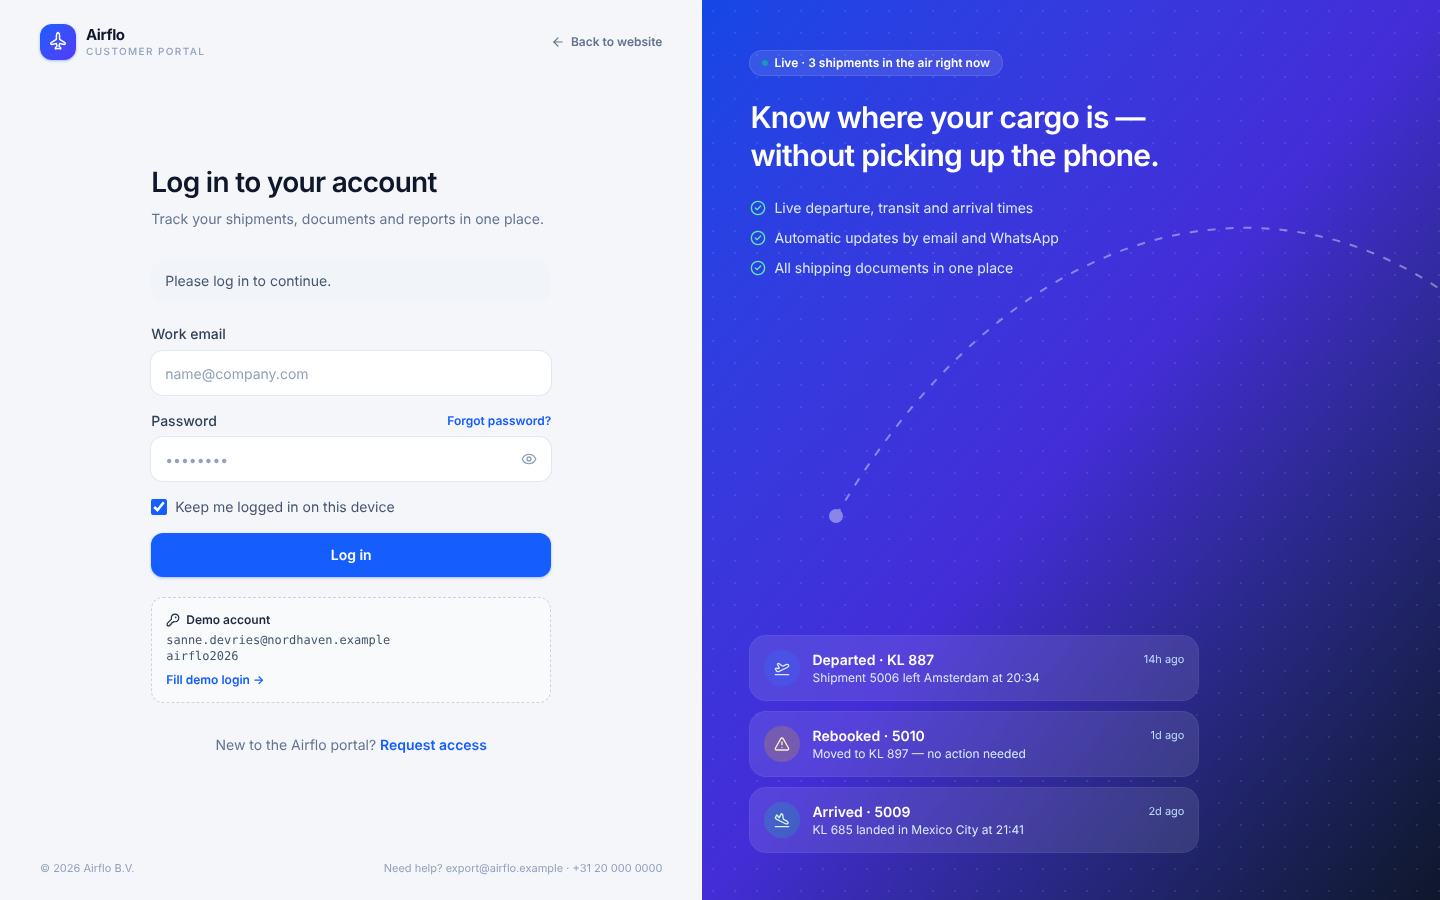 Airflo
CUSTOMER PORTAL
Back to website
Log in to your account
Track your shipments, documents and reports in one place.
Please log in to continue.
Work email
name@company.com
Password
Forgot password?
••••••••
Keep me logged in on this device
Log in
Demo account
sanne.devries@nordhaven.example
airflo2026
Fill demo login →
New to the Airflo portal? Request access
© 2026 Airflo B.V.
Need help? export@airflo.example · +31 20 000 0000
Live · 3 shipments in the air right now
Know where your cargo is —
without picking up the phone.
Live departure, transit and arrival times
Automatic updates by email and WhatsApp
All shipping documents in one place
Departed · KL 887
14h ago
Shipment 5006 left Amsterdam at 20:34
Rebooked · 5010
1d ago
Moved to KL 897 — no action needed
Arrived · 5009
2d ago
KL 685 landed in Mexico City at 21:41